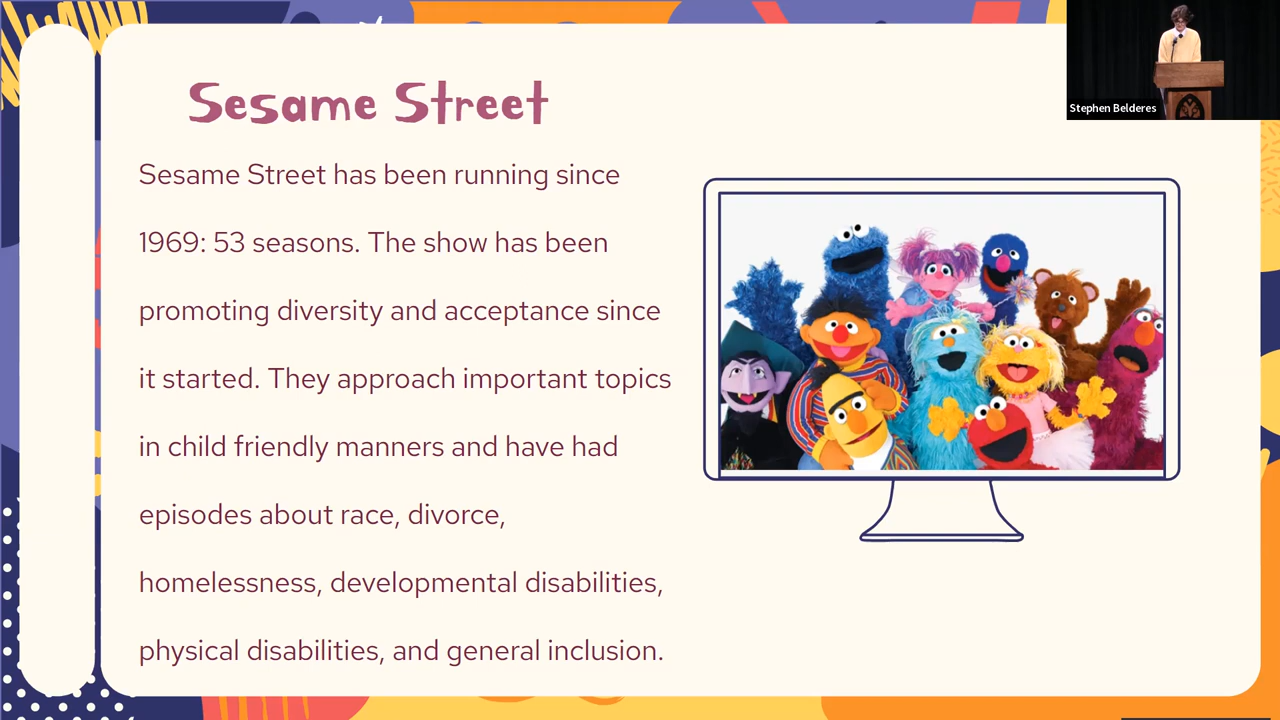 Sesame Street
Stephen Belderes
Sesame Street has been running since
1969: 53 seasons. The show has been
promoting diversity and acceptance since
it started. They approach important topics
in child friendly manners and have had
episodes about race, divorce,
homelessness, developmental disabilities,
physical disabilities, and general inclusion.